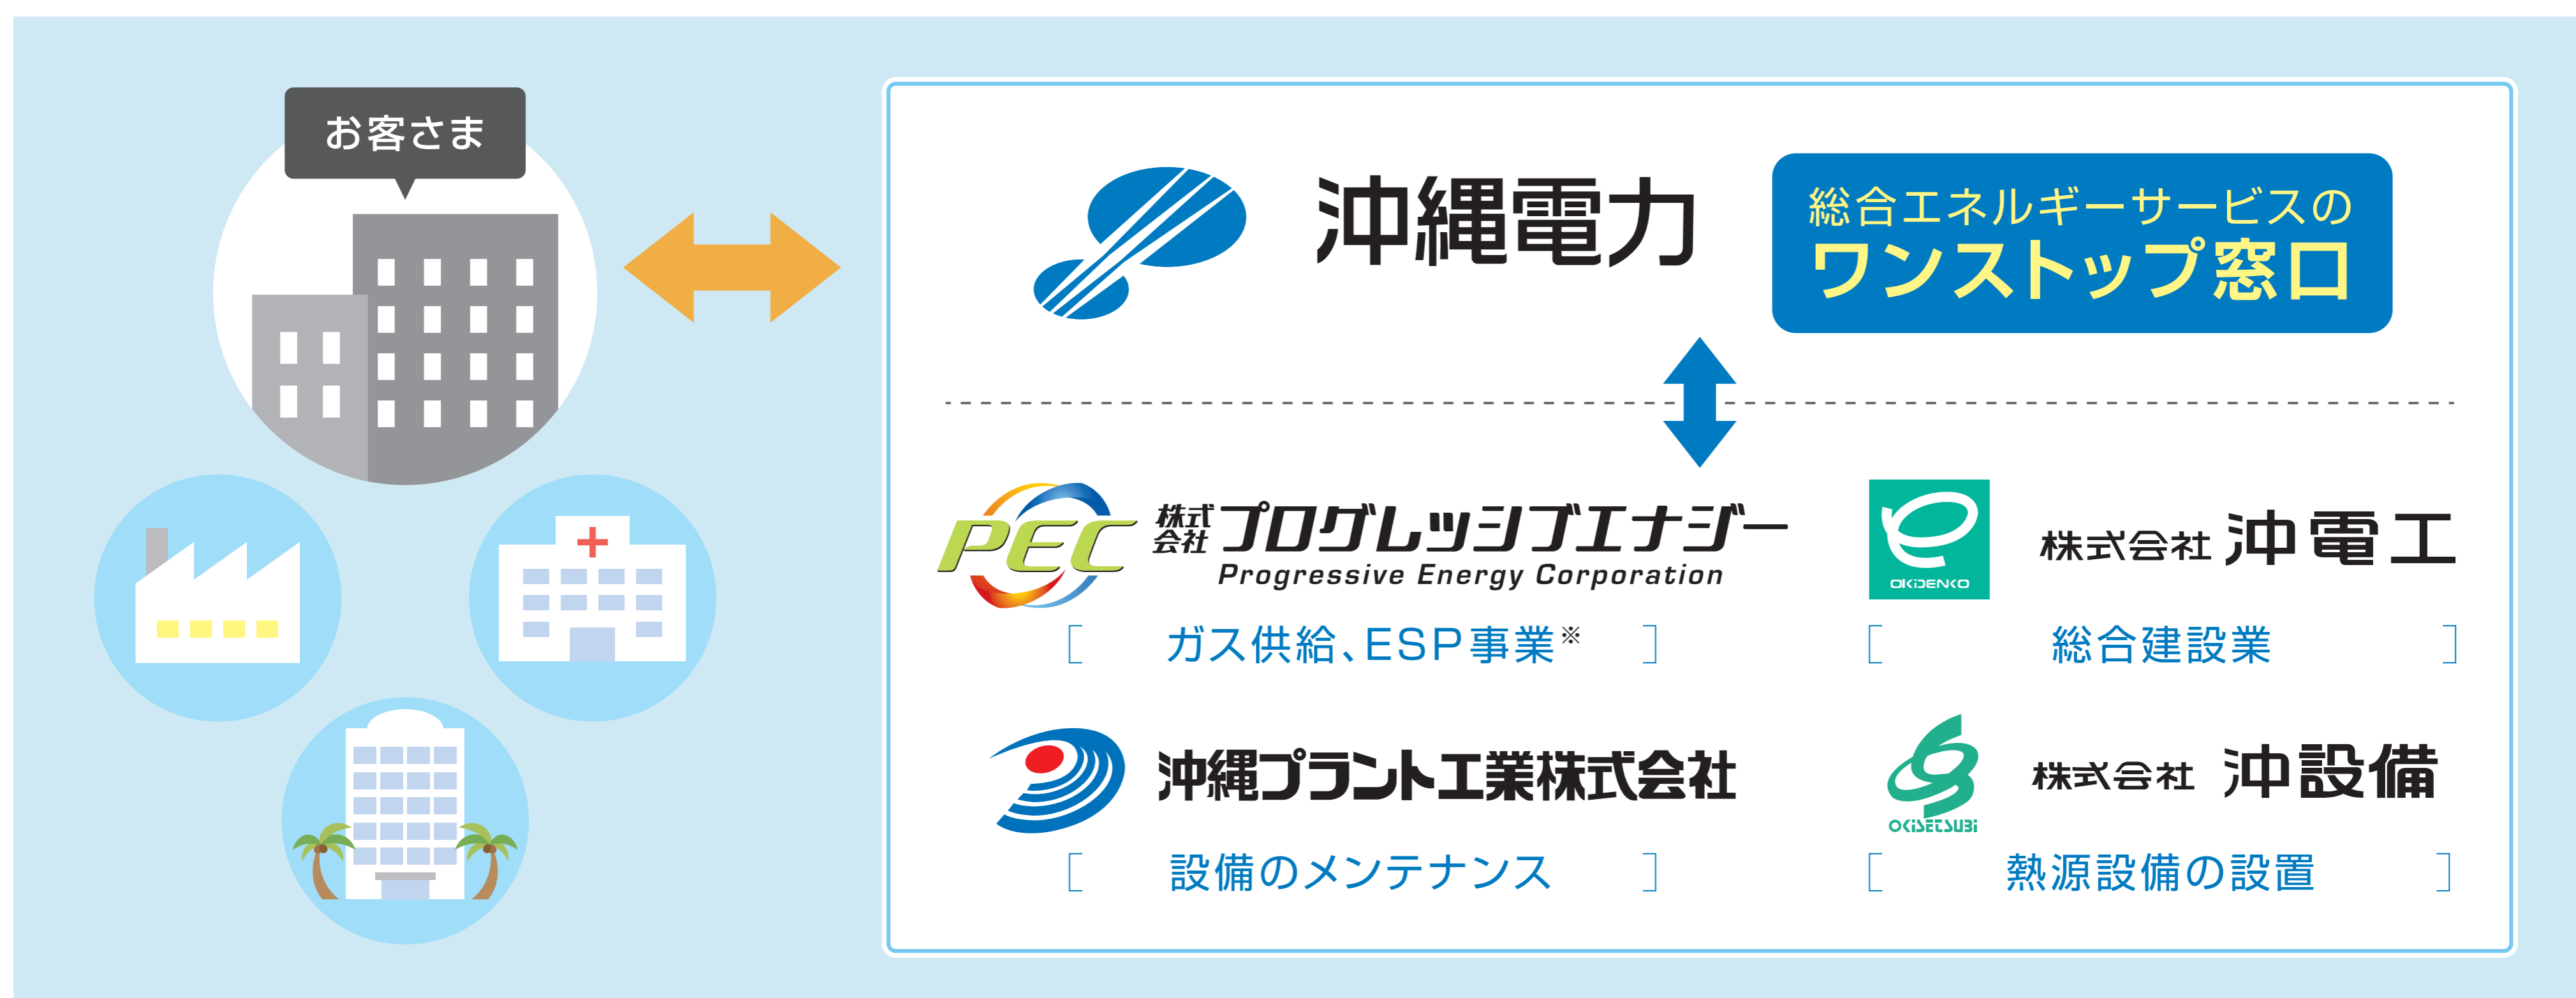 お客さま
沖縄電力
総合エネルギーサービスの
ワンストップ窓口
PEC
株式会社 プログレッシブエナジー
Progressive Energy Corporation
[ ガス供給、ESP事業※ ]
OKIDENKO
株式会社 沖電工
[ 総合建設業 ]
沖縄プラント工業株式会社
[ 設備のメンテナンス ]
OKISETSUBI
株式会社 沖設備
[ 熱源設備の設置 ]